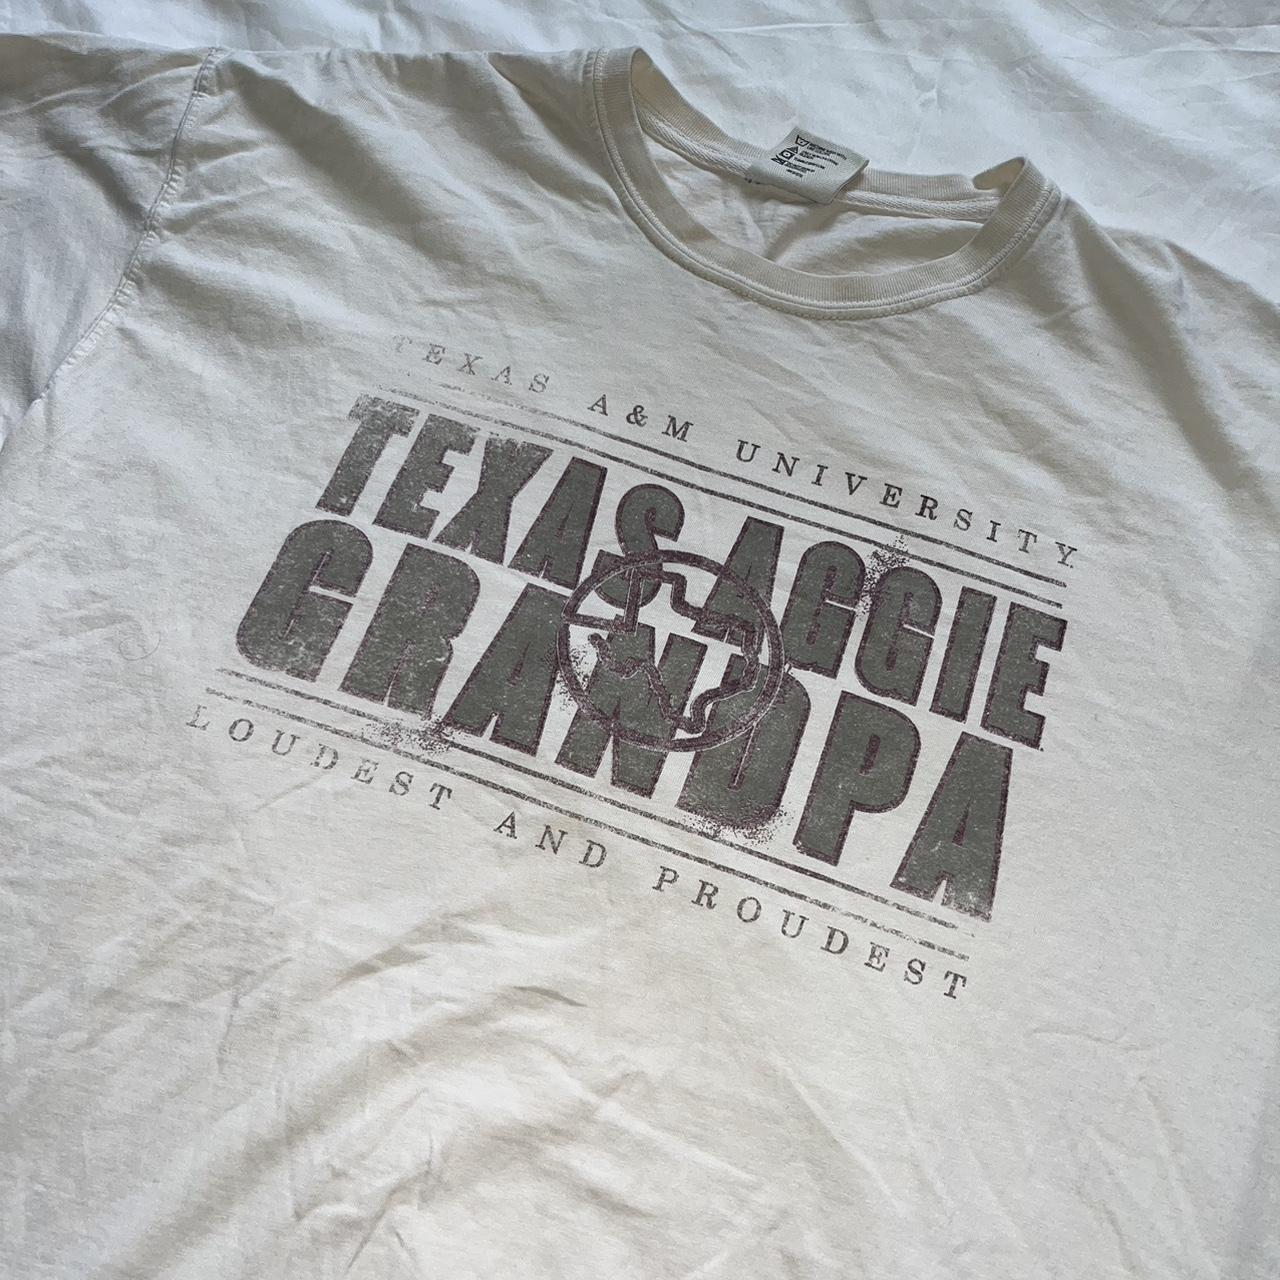 TEXAS A&M UNIVERSITY.
TEXAS AGGIE
GRANDPA
LOUDEST AND PROUDEST